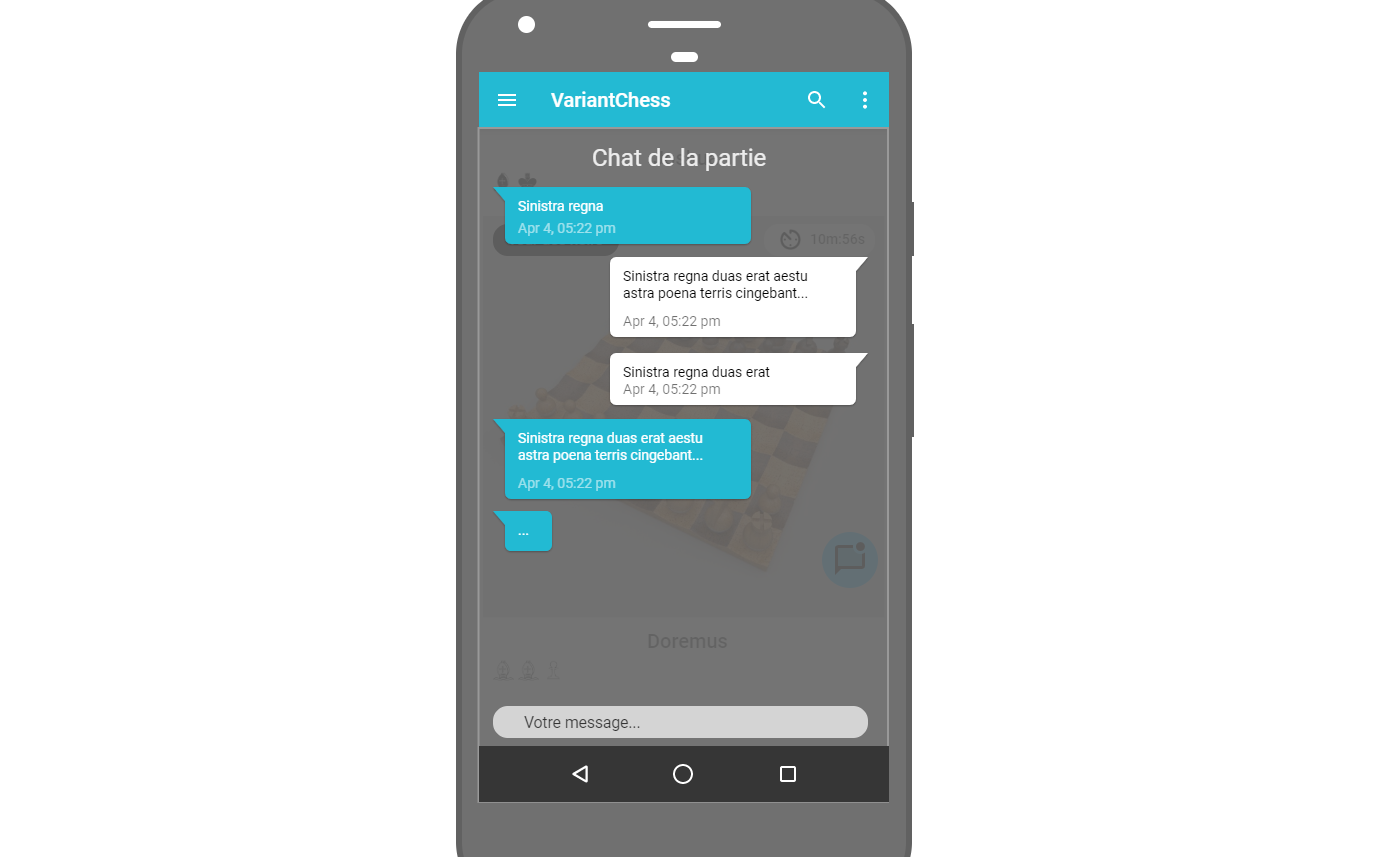 VariantChess
Chat de la partie
Sinistra regna
Apr 4, 05:22 pm
10m:56s
Sinistra regna duas erat aestu
astra poena terris cingebant...
Apr 4, 05:22 pm
Sinistra regna duas erat
Apr 4, 05:22 pm
Sinistra regna duas erat aestu
astra poena terris cingebant...
Apr 4, 05:22 pm
...
Doremus
Votre message...